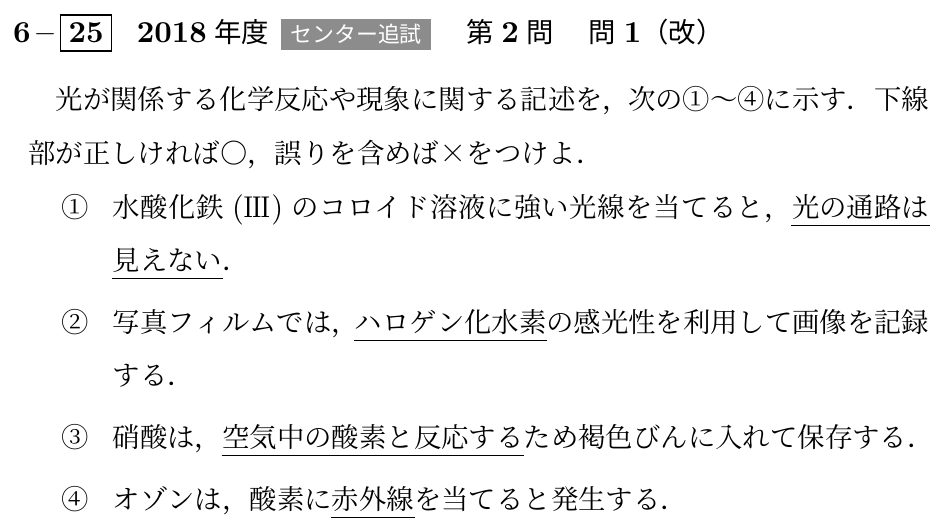 6－25 2018 年度 センター追試 第 2 問 問 1（改）
光が関係する化学反応や現象に関する記述を，次の①～④に示す．下線
部が正しければ○，誤りを含めば×をつけよ．
① 水酸化鉄 (Ⅲ) のコロイド溶液に強い光線を当てると，光の通路は
見えない．
② 写真フィルムでは，ハロゲン化水素の感光性を利用して画像を記録
する．
③ 硝酸は，空気中の酸素と反応するため褐色びんに入れて保存する．
④ オゾンは，酸素に赤外線を当てると発生する．